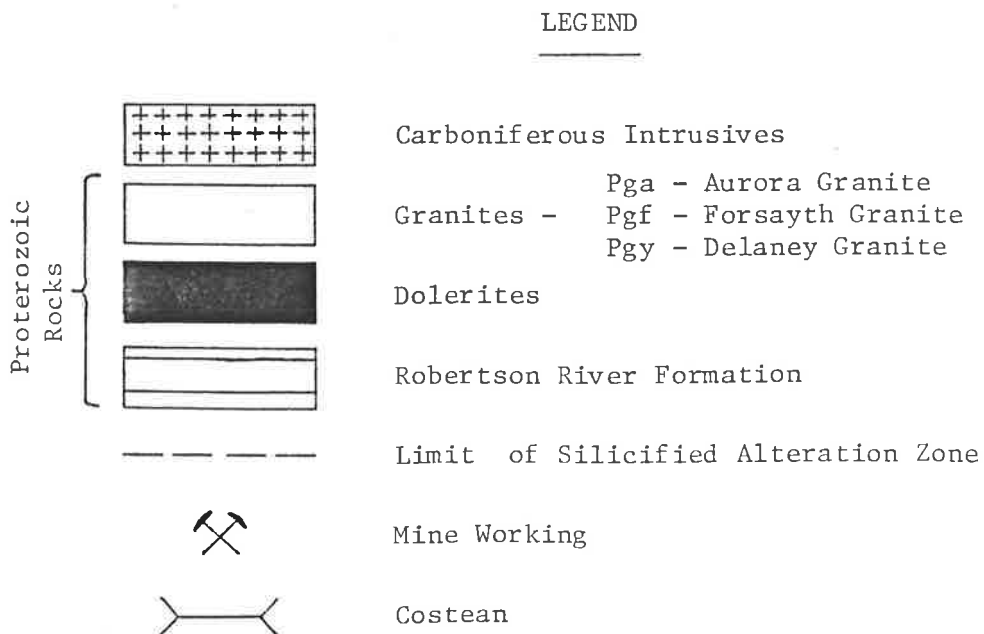 LEGEND
Carboniferous Intrusives
Pga - Aurora Granite
Granites - Pgf - Forsayth Granite
Pgy - Delaney Granite
Dolerites
Robertson River Formation
Proterozoic
Rocks
Limit of Silicified Alteration Zone
Mine Working
Costean